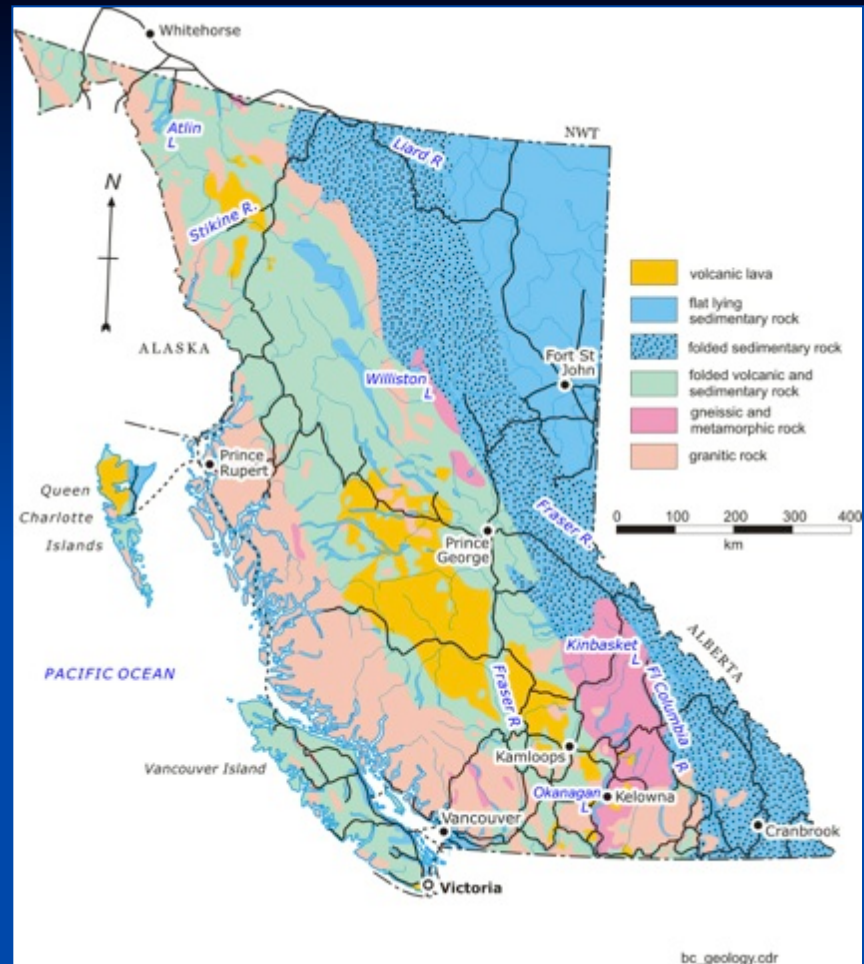 Whitehorse
NWT
Atlin
L
Liard R
N
Stikine R.
ALASKA
volcanic lava
flat lying
sedimentary rock
folded sedimentary rock
folded volcanic and
sedimentary rock
gneissic and
metamorphic rock
granitic rock
Fort St
John
Williston
L
Prince
Rupert
Queen
Charlotte
Islands
Fraser R.
0 100 200 300 400
km
Prince
George
ALBERTA
Kinbasket
L
PACIFIC OCEAN
Fraser R
Fl Columbia
R
Vancouver Island
Kamloops
Okanagan
L
Kelowna
Vancouver
Cranbrook
Victoria
bc_geology.cdr